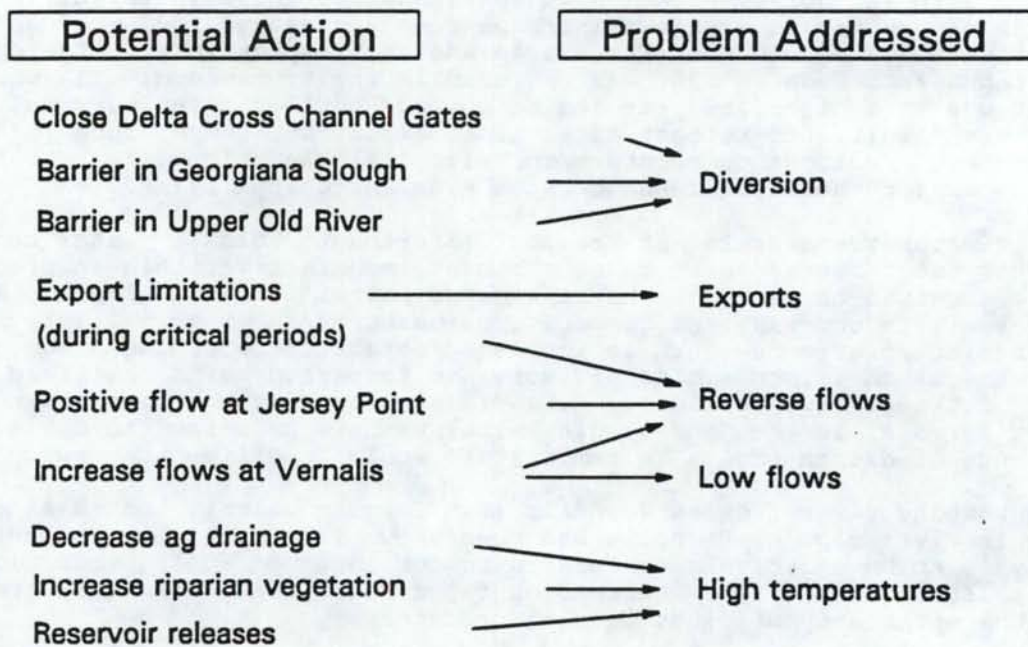 Potential Action
Problem Addressed
Close Delta Cross Channel Gates
Barrier in Georgiana Slough
Diversion
Barrier in Upper Old River
Export Limitations
Exports
(during critical periods)
Positive flow at Jersey Point
Reverse flows
Increase flows at Vernalis
Low flows
Decrease ag drainage
Increase riparian vegetation
High temperatures
Reservoir releases